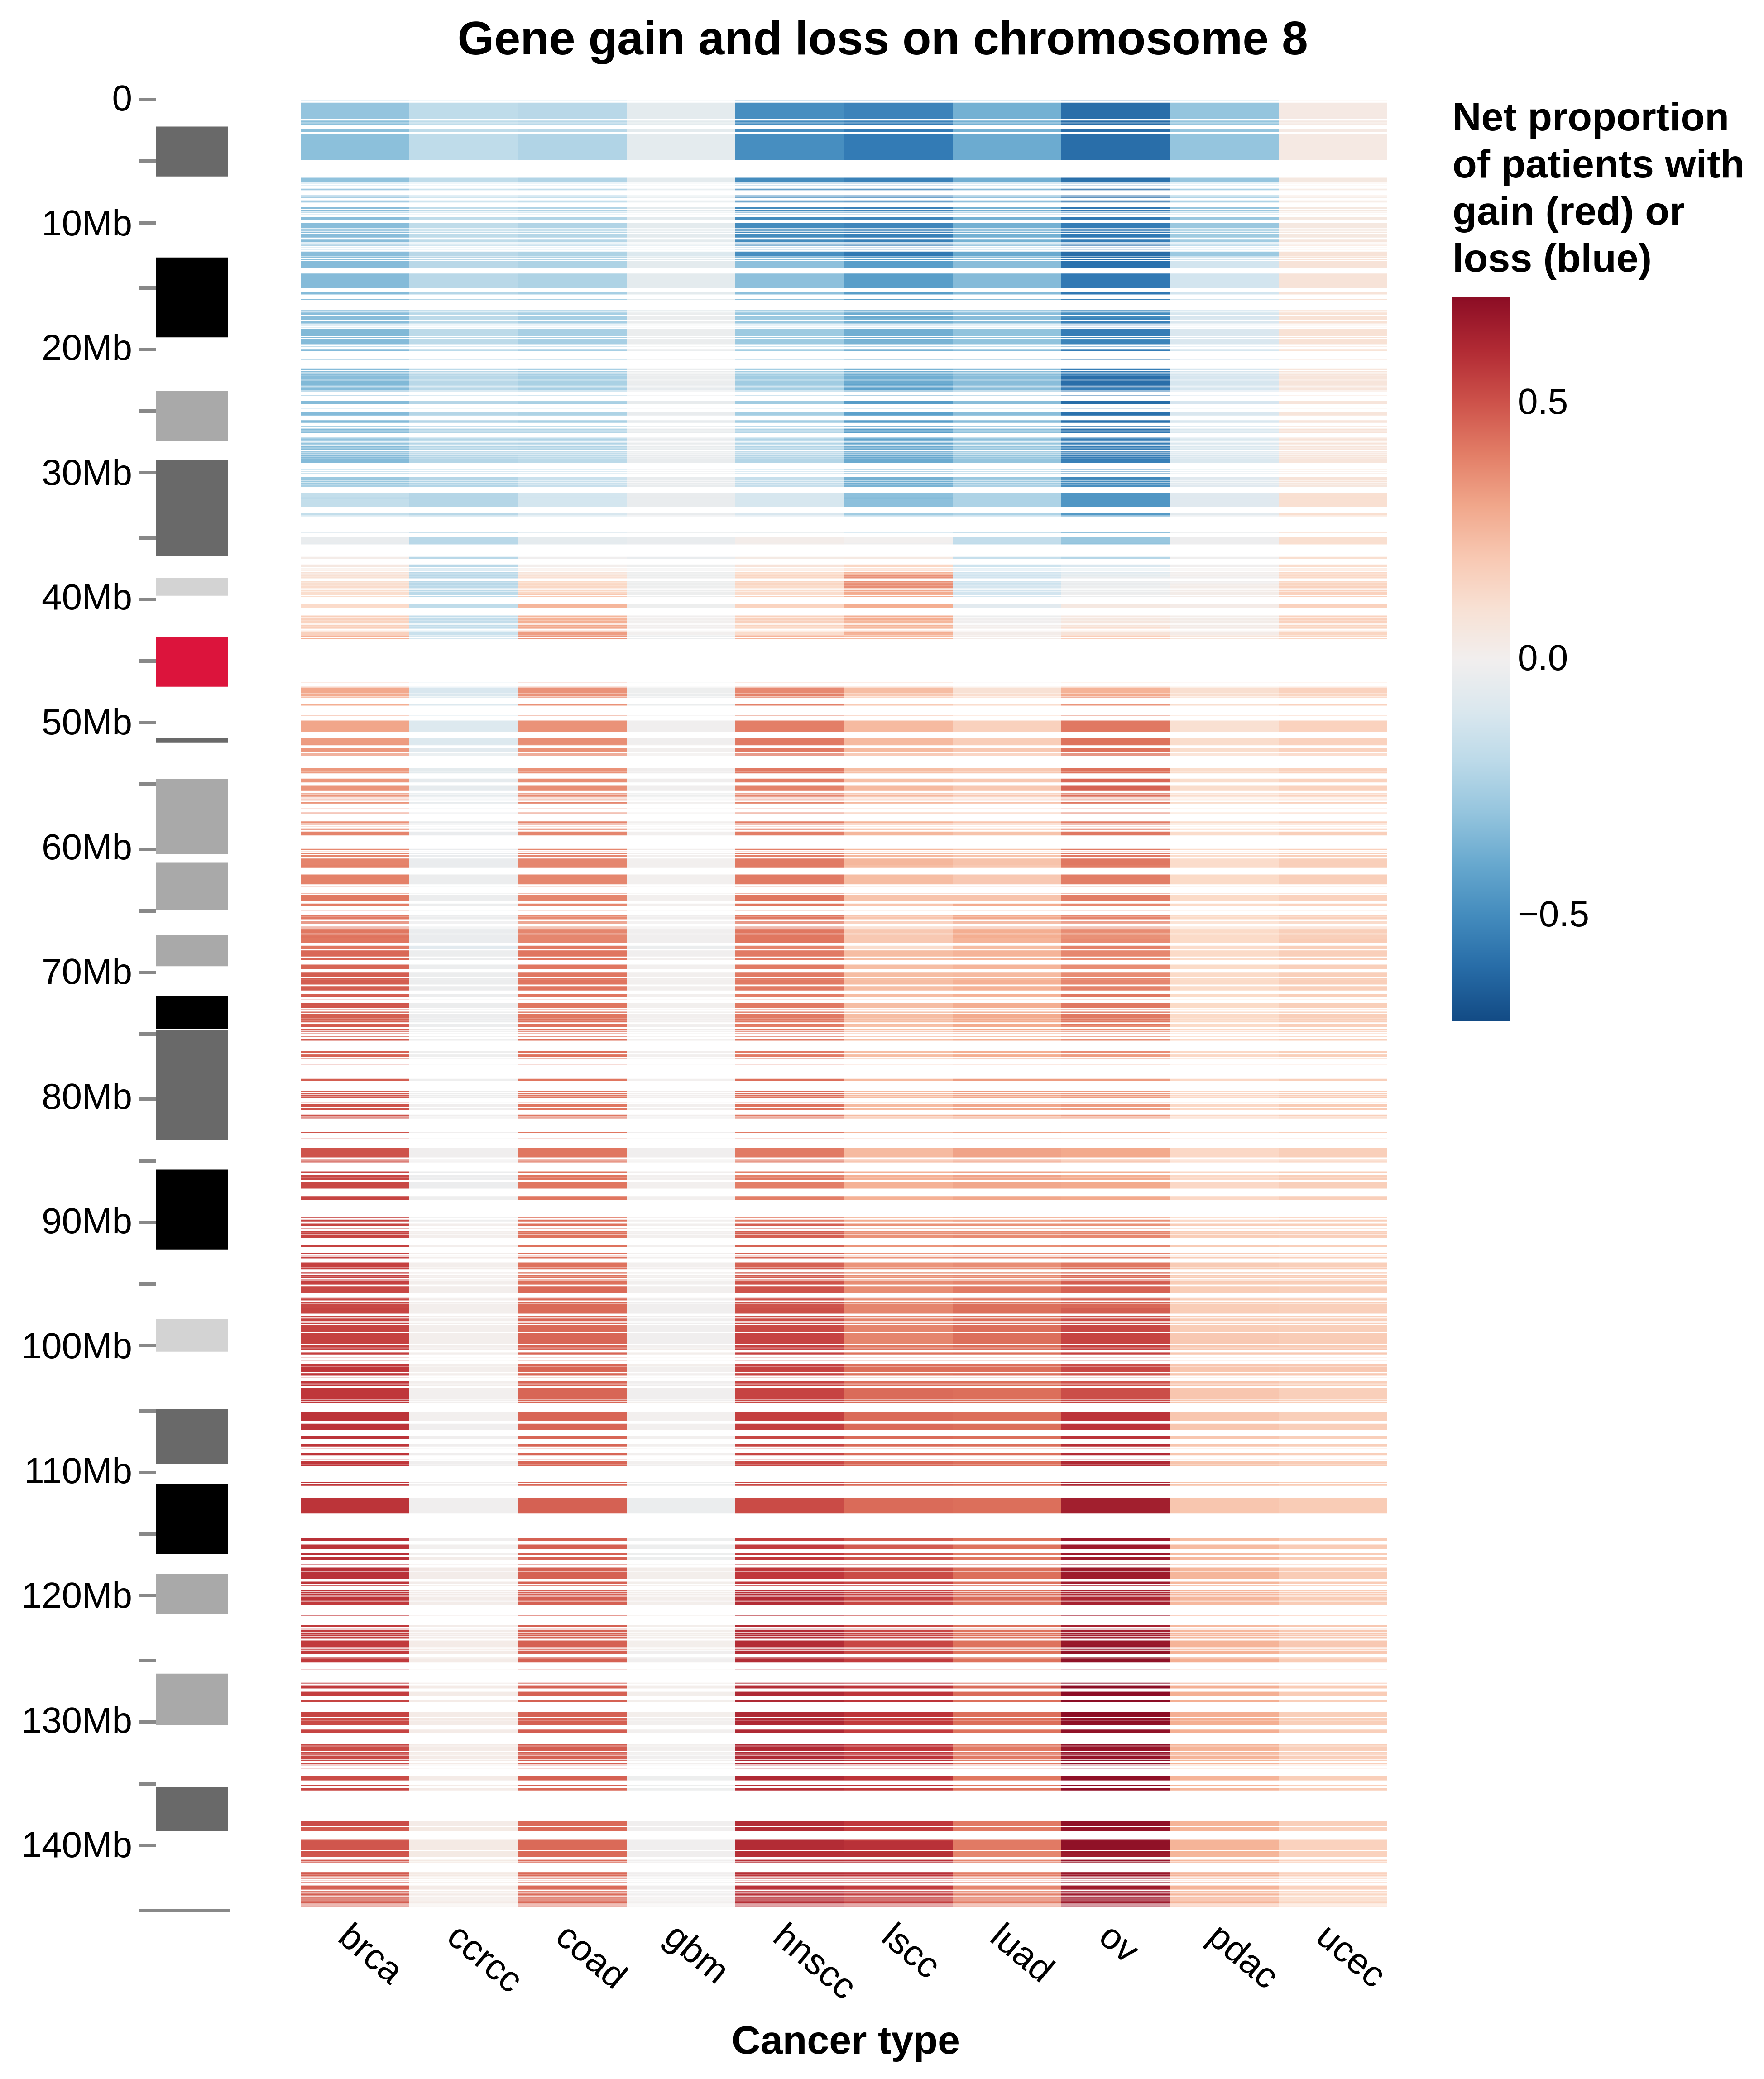 Gene gain and loss on chromosome 8
0
10Mb
20Mb
30Mb
40Mb
50Mb
60Mb
70Mb
80Mb
90Mb
100Mb
110Mb
120Mb
130Mb
140Mb
Net proportion
of patients with
gain (red) or
loss (blue)
0.5
0.0
−0.5
brca
ccrcc
coad
gbm
hnscc
lscc
luad
ov
pdac
ucec
Cancer type